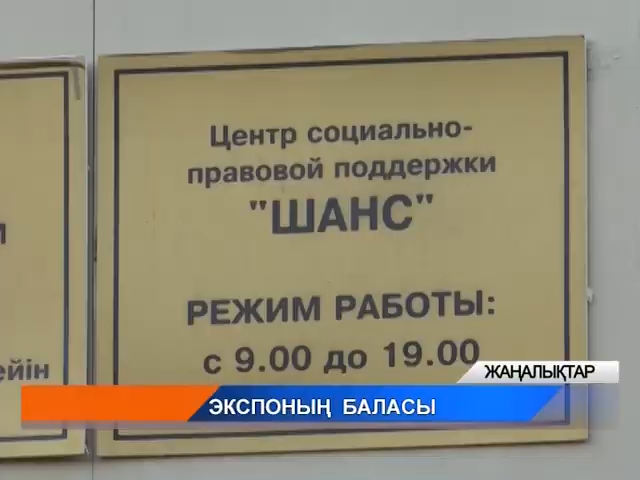 Центр социально-
правовой поддержки
"ШАНС"
РЕЖИМ РАБОТЫ:
с 9.00 до 19.00
ЖАҢАЛЫҚТАР
ЭКСПОНЫҢ БАЛАСЫ